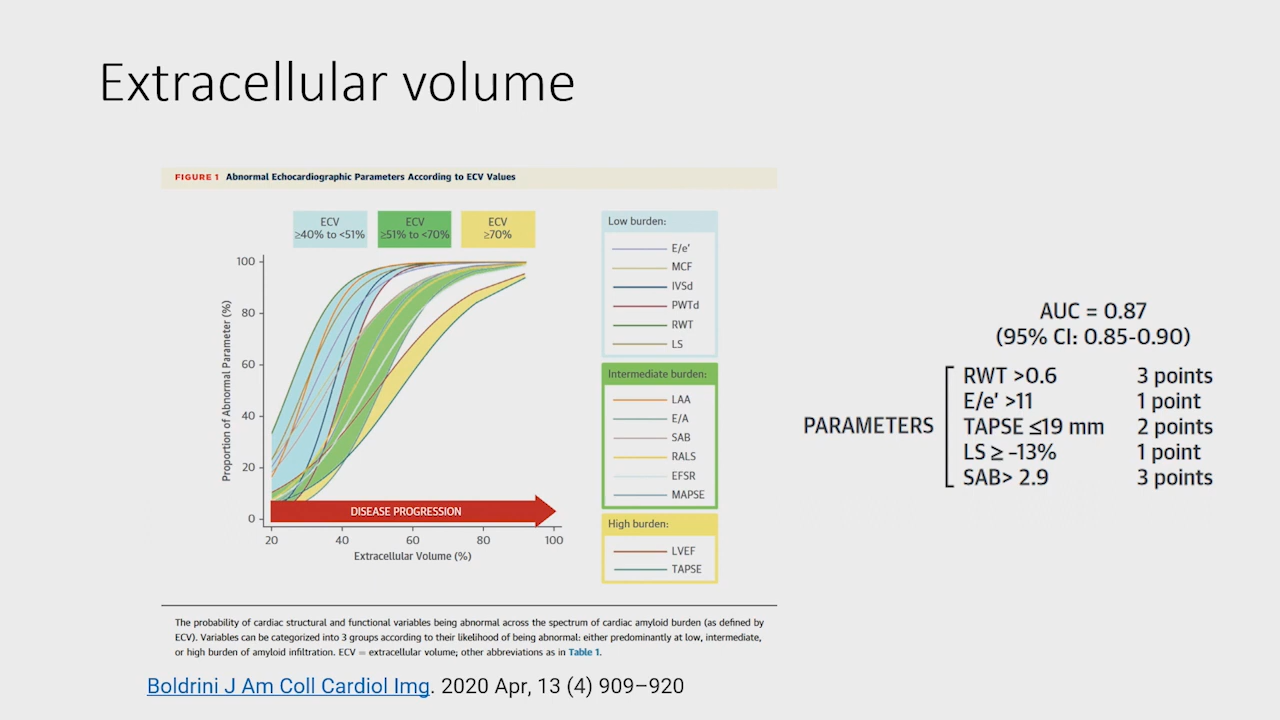 Extracellular volume
FIGURE 1 Abnormal Echocardiographic Parameters According to ECV Values
ECV
≥40% to <51%
ECV
≥51% to <70%
ECV
≥70%
Proportion of Abnormal Parameter (%)
100
80
60
40
20
0
DISEASE PROGRESSION
20 40 60 80 100
Extracellular Volume (%)
Low burden:
E/e'
MCF
IVSd
PWTd
RWT
LS
Intermediate burden:
LAA
E/A
SAB
RALS
EFSR
MAPSE
High burden:
LVEF
TAPSE
The probability of cardiac structural and functional variables being abnormal across the spectrum of cardiac amyloid burden (as defined by
ECV). Variables can be categorized into 3 groups according to their likelihood of being abnormal: either predominantly at low, intermediate,
or high burden of amyloid infiltration. ECV = extracellular volume; other abbreviations as in Table 1.
Boldrini J Am Coll Cardiol Img. 2020 Apr, 13 (4) 909–920
AUC = 0.87
(95% CI: 0.85-0.90)
PARAMETERS
RWT >0.6 3 points
E/e' >11 1 point
TAPSE ≤19 mm 2 points
LS ≥ -13% 1 point
SAB> 2.9 3 points